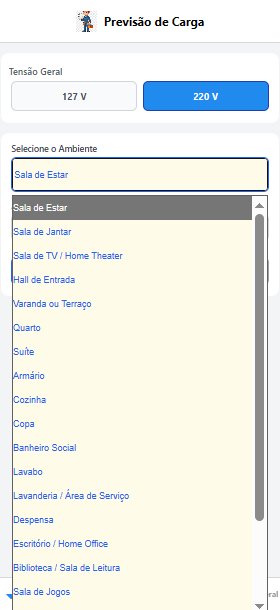 Previsão de Carga
Tensão Geral
127 V
220 V
Selecione o Ambiente
Sala de Estar
Sala de Estar
Sala de Jantar
Sala de TV / Home Theater
Hall de Entrada
Varanda ou Terraço
Quarto
Suíte
Armário
Cozinha
Copa
Banheiro Social
Lavabo
Lavanderia / Área de Serviço
Despensa
Escritório / Home Office
Biblioteca / Sala de Leitura
Sala de Jogos